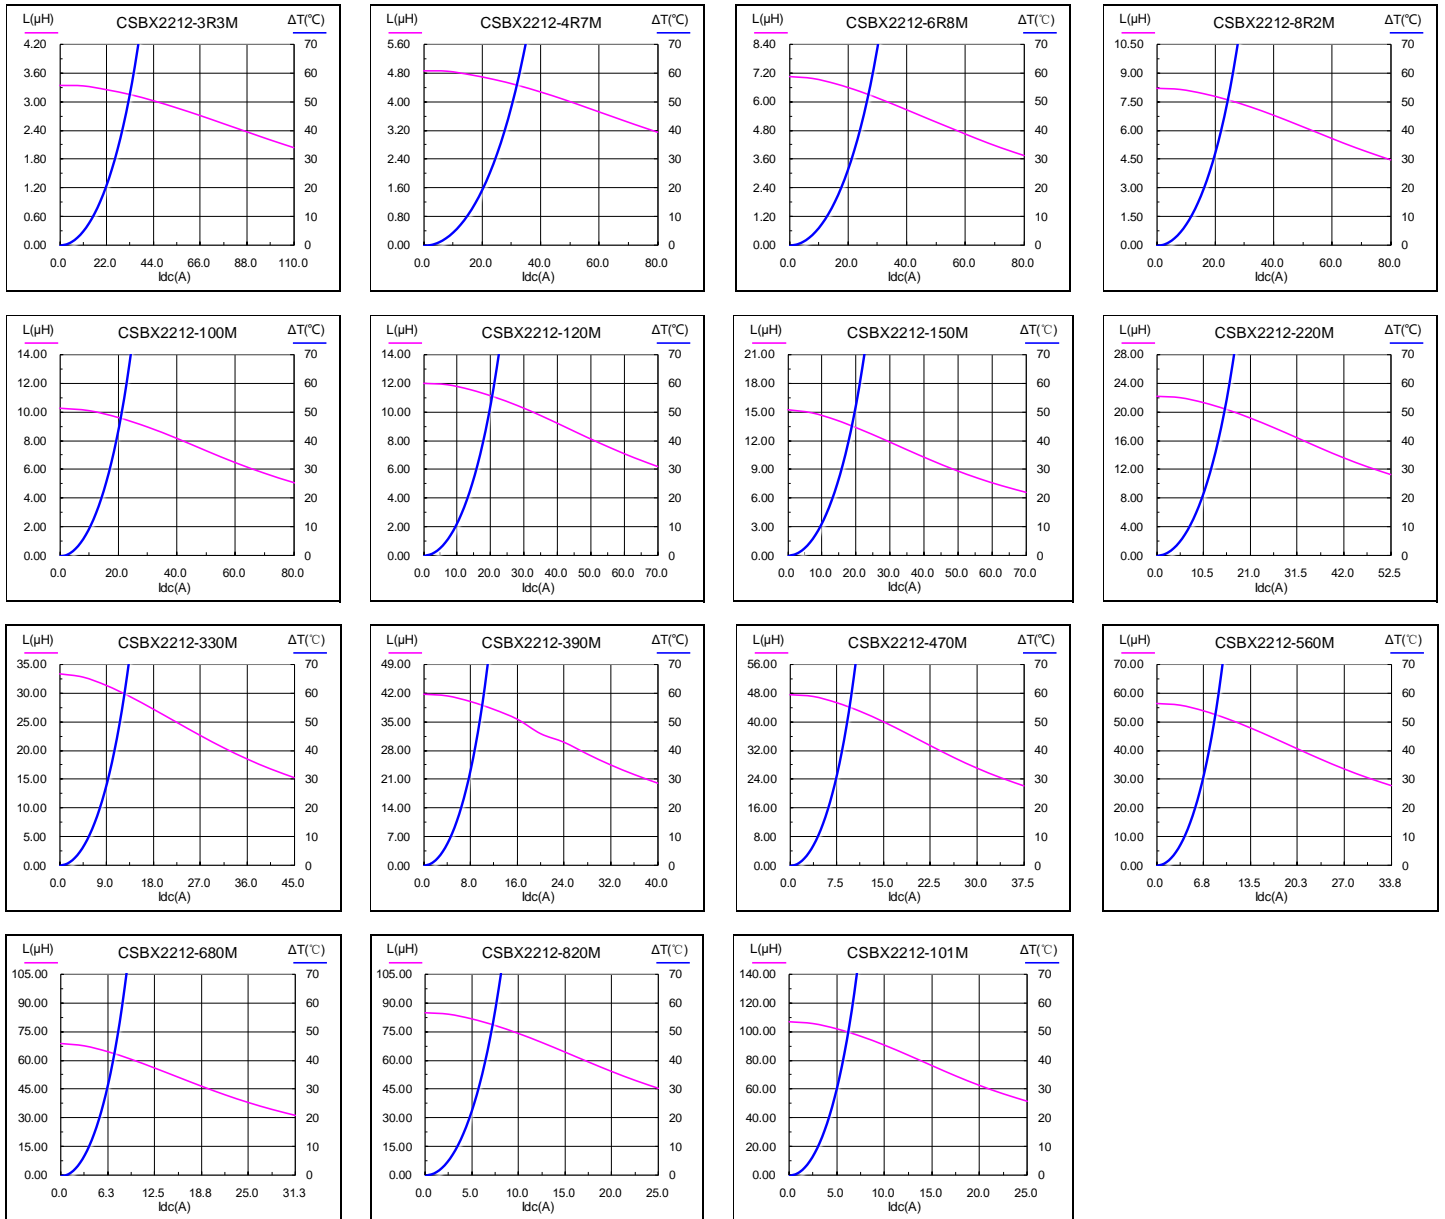 L(μH) CSBX2212-3R3M ΔT(℃)
4.20 70
3.60 60
3.00 50
2.40 40
1.80 30
1.20 20
0.60 10
0.00 0
0.0 22.0 44.0 66.0 88.0 110.0
Idc(A)
L(μH) CSBX2212-4R7M ΔT(℃)
5.60 70
4.80 60
4.00 50
3.20 40
2.40 30
1.60 20
0.80 10
0.00 0
0.0 20.0 40.0 60.0 80.0
Idc(A)
L(μH) CSBX2212-6R8M ΔT(℃)
8.40 70
7.20 60
6.00 50
4.80 40
3.60 30
2.40 20
1.20 10
0.00 0
0.0 20.0 40.0 60.0 80.0
Idc(A)
L(μH) CSBX2212-8R2M ΔT(℃)
10.50 70
9.00 60
7.50 50
6.00 40
4.50 30
3.00 20
1.50 10
0.00 0
0.0 20.0 40.0 60.0 80.0
Idc(A)
L(μH) CSBX2212-100M ΔT(℃)
14.00 70
12.00 60
10.00 50
8.00 40
6.00 30
4.00 20
2.00 10
0.00 0
0.0 20.0 40.0 60.0 80.0
Idc(A)
L(μH) CSBX2212-120M ΔT(℃)
14.00 70
12.00 60
10.00 50
8.00 40
6.00 30
4.00 20
2.00 10
0.00 0
0.0 10.0 20.0 30.0 40.0 50.0 60.0 70.0
Idc(A)
L(μH) CSBX2212-150M ΔT(℃)
21.00 70
18.00 60
15.00 50
12.00 40
9.00 30
6.00 20
3.00 10
0.00 0
0.0 10.0 20.0 30.0 40.0 50.0 60.0 70.0
Idc(A)
L(μH) CSBX2212-220M ΔT(℃)
28.00 70
24.00 60
20.00 50
16.00 40
12.00 30
8.00 20
4.00 10
0.00 0
0.0 10.5 21.0 31.5 42.0 52.5
Idc(A)
L(μH) CSBX2212-330M ΔT(℃)
35.00 70
30.00 60
25.00 50
20.00 40
15.00 30
10.00 20
5.00 10
0.00 0
0.0 9.0 18.0 27.0 36.0 45.0
Idc(A)
L(μH) CSBX2212-390M ΔT(℃)
49.00 70
42.00 60
35.00 50
28.00 40
21.00 30
14.00 20
7.00 10
0.00 0
0.0 8.0 16.0 24.0 32.0 40.0
Idc(A)
L(μH) CSBX2212-470M ΔT(℃)
56.00 70
48.00 60
40.00 50
32.00 40
24.00 30
16.00 20
8.00 10
0.00 0
0.0 7.5 15.0 22.5 30.0 37.5
Idc(A)
L(μH) CSBX2212-560M ΔT(℃)
70.00 70
60.00 60
50.00 50
40.00 40
30.00 30
20.00 20
10.00 10
0.00 0
0.0 6.8 13.5 20.3 27.0 33.8
Idc(A)
L(μH) CSBX2212-680M ΔT(℃)
105.00 70
90.00 60
75.00 50
60.00 40
45.00 30
30.00 20
15.00 10
0.00 0
0.0 6.3 12.5 18.8 25.0 31.3
Idc(A)
L(μH) CSBX2212-820M ΔT(℃)
105.00 70
90.00 60
75.00 50
60.00 40
45.00 30
30.00 20
15.00 10
0.00 0
0.0 5.0 10.0 15.0 20.0 25.0
Idc(A)
L(μH) CSBX2212-101M ΔT(℃)
140.00 70
120.00 60
100.00 50
80.00 40
60.00 30
40.00 20
20.00 10
0.00 0
0.0 5.0 10.0 15.0 20.0 25.0
Idc(A)